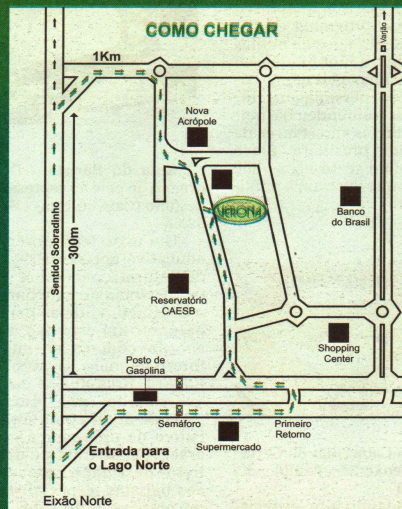 COMO CHEGAR
Varjão
1Km
Nova
Acrópole
VERONA
Banco
do Brasil
Sentido Sobradinho
300m
Reservatório
CAESB
Shopping
Center
Posto de
Gasolina
Semáforo
Supermercado
Primeiro
Retorno
Entrada para
o Lago Norte
Eixão Norte